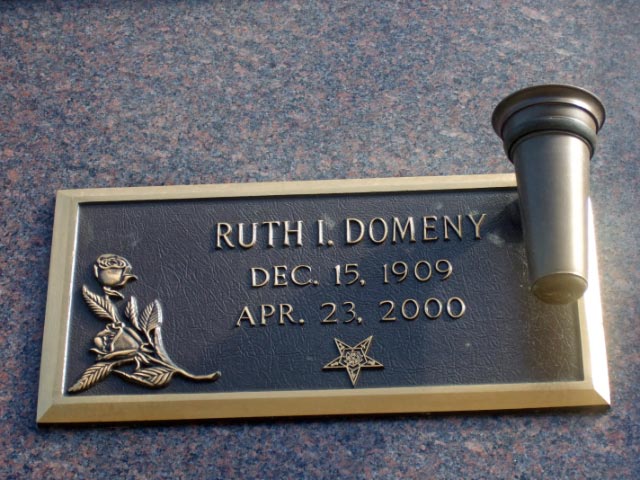 RUTH I. DOMENY
DEC. 15, 1909
APR. 23, 2000